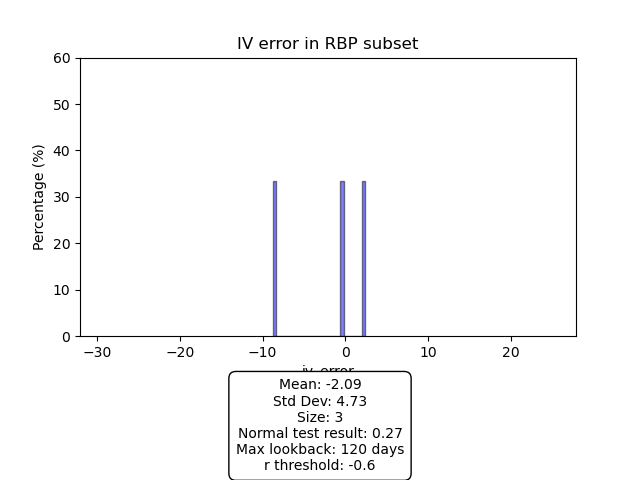 IV error in RBP subset
60
50
40
30
20
10
0
Percentage (%)
−30
−20
−10
0
10
20
iv_error
Mean: -2.09
Std Dev: 4.73
Size: 3
Normal test result: 0.27
Max lookback: 120 days
r threshold: -0.6